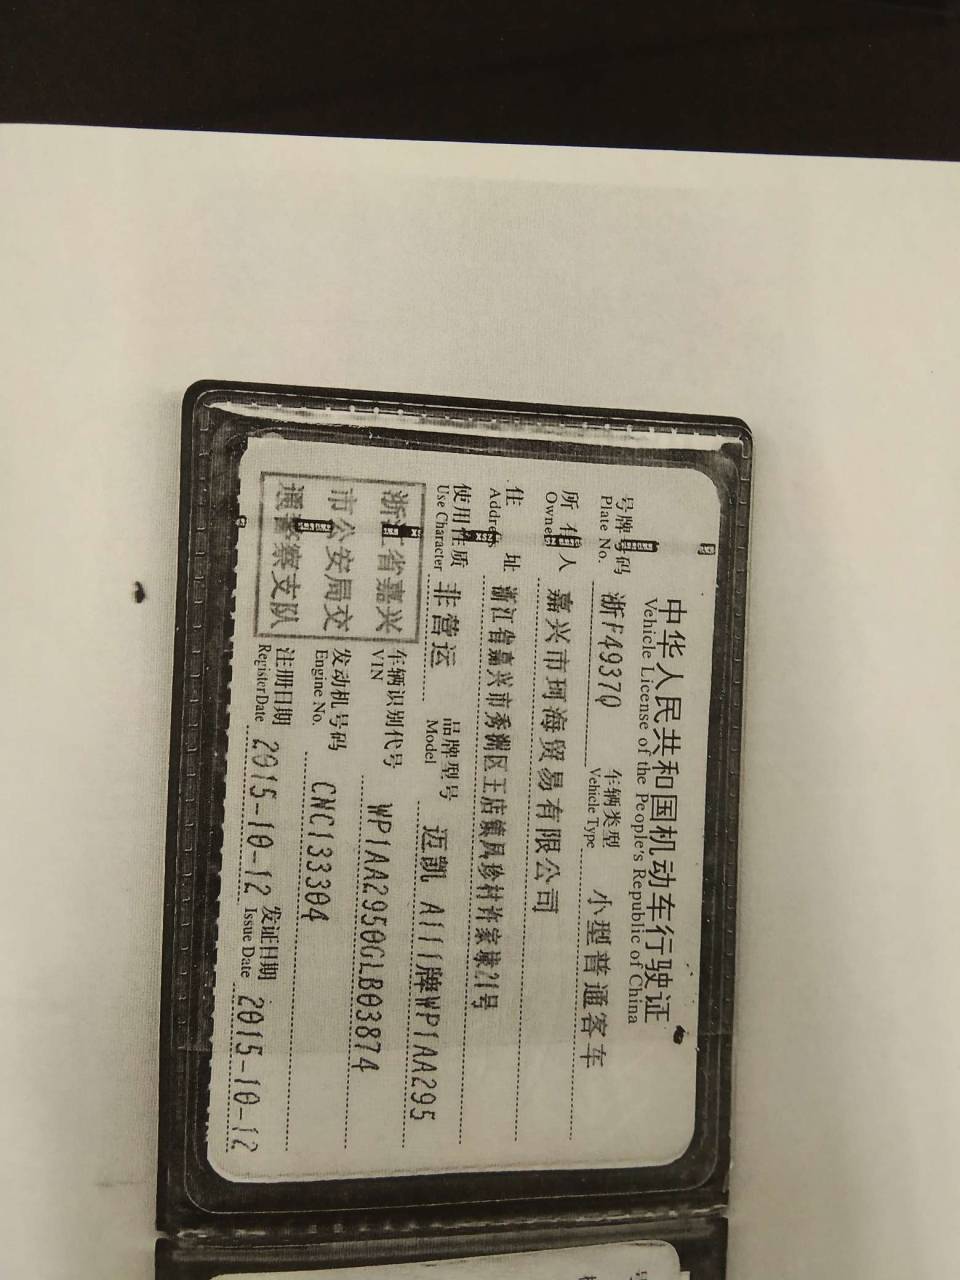 中华人民共和国机动车行驶证
Vehicle License of the People's Republic of China
号牌号码 浙F4937Q 车辆类型 小型普通客车
Plate No. Vehicle Type
所有人 嘉兴市珂海贸易有限公司
Owner
住址 浙江省嘉兴市秀洲区王店镇凤珍村许家埭21号
Address
使用性质 非营运 品牌型号 迈凯 A111牌WP1AA295
Use Character Model
浙江省嘉兴
市公安局交
通警察支队
车辆识别代号 WP1AA2950GLB03874
VIN
发动机号码 CNC133304
Engine No.
注册日期 2015-10-12 发证日期 2015-10-12
Register Date Issue Date